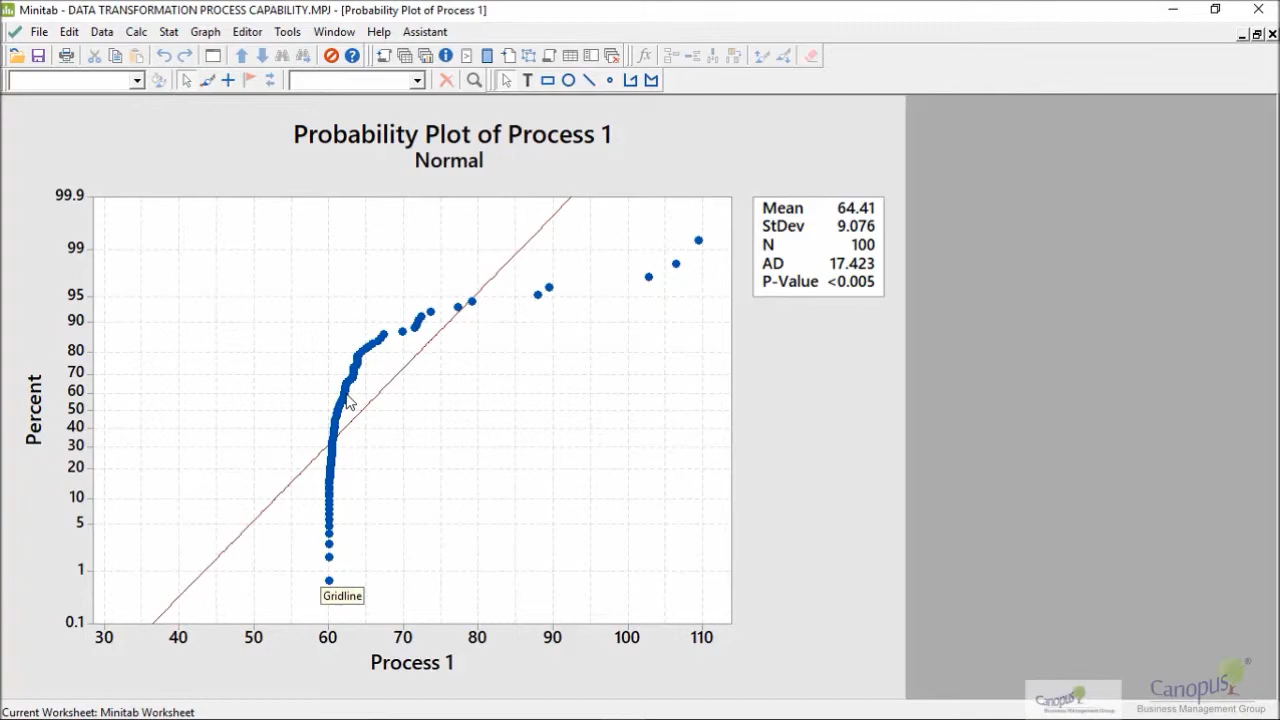 Minitab - DATA TRANSFORMATION PROCESS CAPABILITY.MPJ - [Probability Plot of Process 1]
File Edit Data Calc Stat Graph Editor Tools Window Help Assistant
Probability Plot of Process 1
Normal
99.9
99
95
90
80
70
60
50
40
30
20
10
5
1
0.1
Percent
30 40 50 60 70 80 90 100 110
Process 1
Gridline
Mean 64.41
StDev 9.076
N 100
AD 17.423
P-Value <0.005
Canopus
Business Management Group
Canopus
Business Management Group
Current Worksheet: Minitab Worksheet